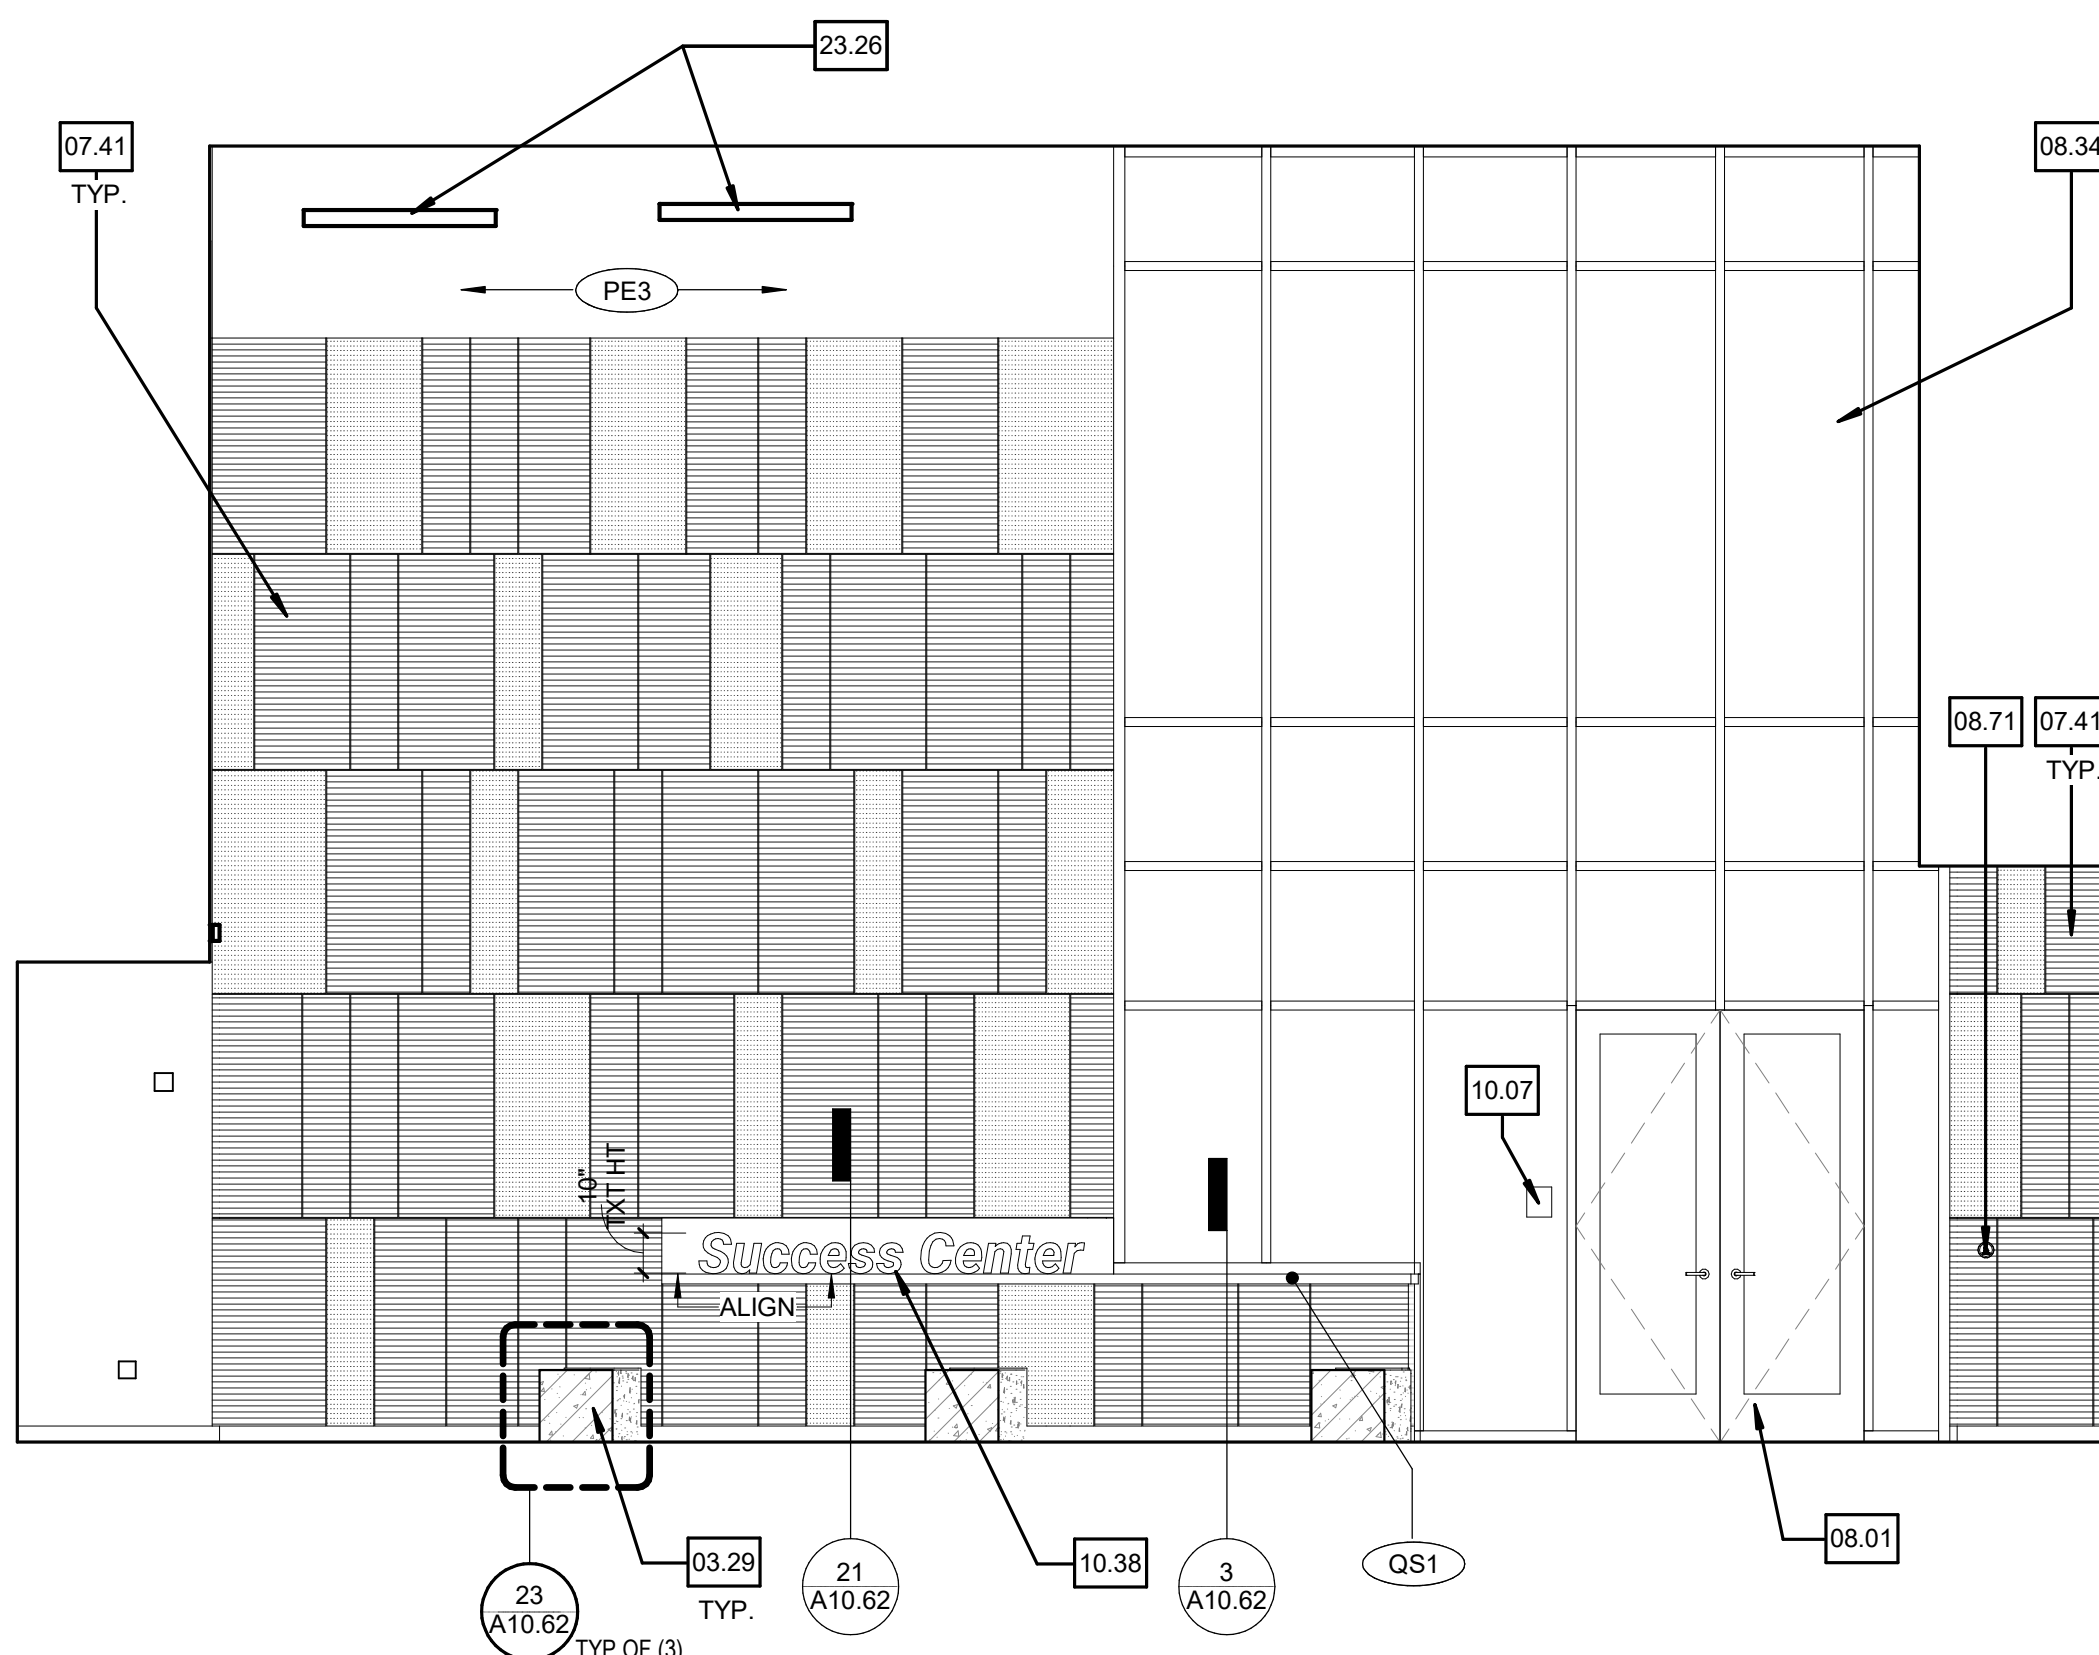 23.26
07.41
TYP.
08.34
PE3
08.71
07.41
TYP.
10.07
10"
TXT HT
Success Center
ALIGN
03.29
TYP.
23
A10.62
TYP OF (3)
21
A10.62
10.38
3
A10.62
QS1
08.01